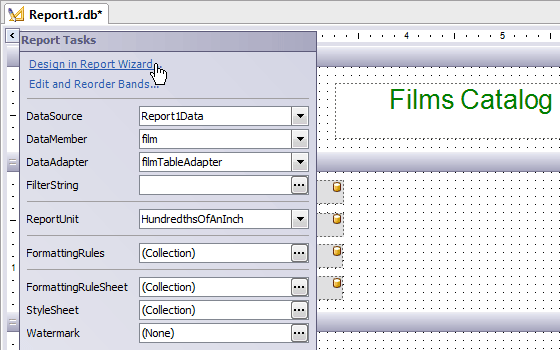 Report1.rdb*
Report Tasks
4 5
Design in Report Wizard...
Edit and Reorder Bands...
Films Catalog
DataSource Report1Data
DataMember film
DataAdapter filmTableAdapter
FilterString
ReportUnit HundredthsOfAnInch
FormattingRules (Collection)
1
FormattingRuleSheet (Collection)
StyleSheet (Collection)
Watermark (None)